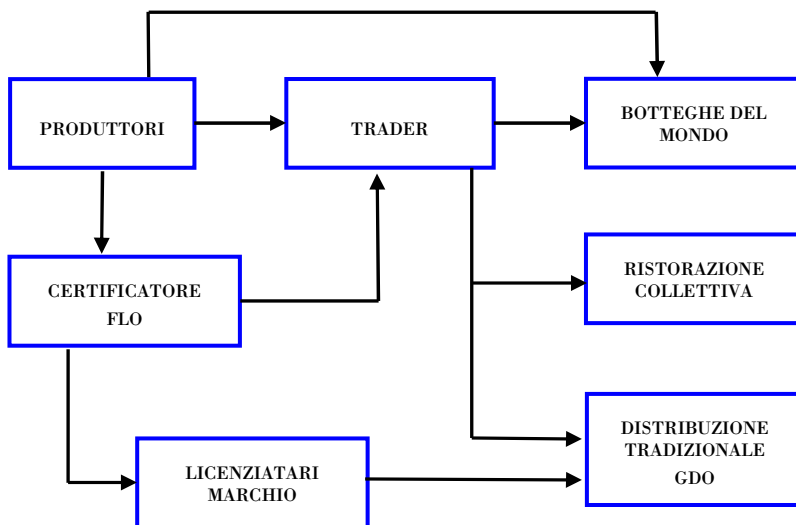 PRODUTTORI
TRADER
BOTTEGHE DEL
MONDO
CERTIFICATORE
FLO
RISTORAZIONE
COLLETTIVA
DISTRIBUZIONE
TRADIZIONALE
GDO
LICENZIATARI
MARCHIO